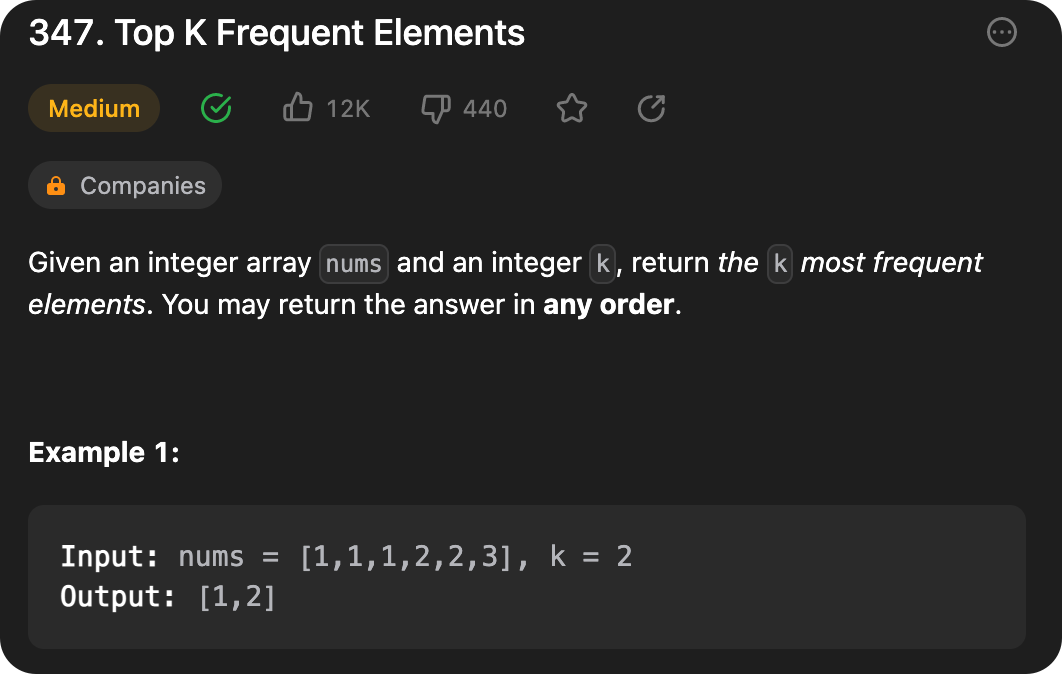 347. Top K Frequent Elements
Medium 12K 440
Companies
Given an integer array nums and an integer k, return the k most frequent
elements. You may return the answer in any order.
Example 1:
Input: nums = [1,1,1,2,2,3], k = 2
Output: [1,2]